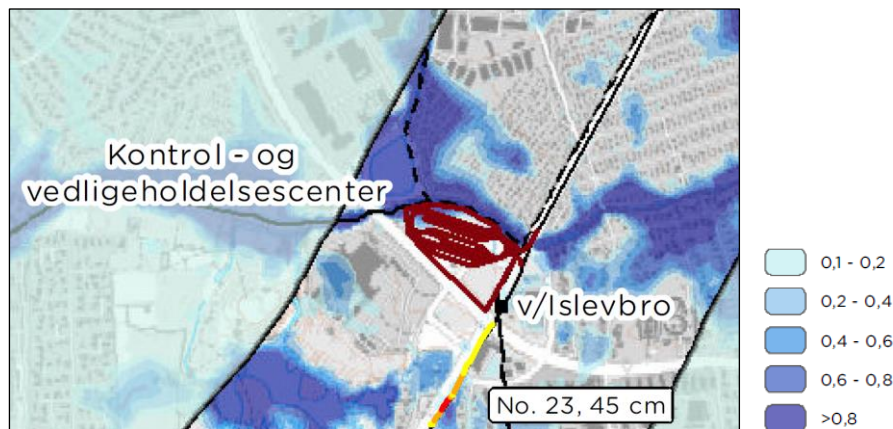 Kontrol - og
vedligeholdelsescenter
v/Islevbro
No. 23, 45 cm
0,1 - 0,2
0,2 - 0,4
0,4 - 0,6
0,6 - 0,8
>0,8